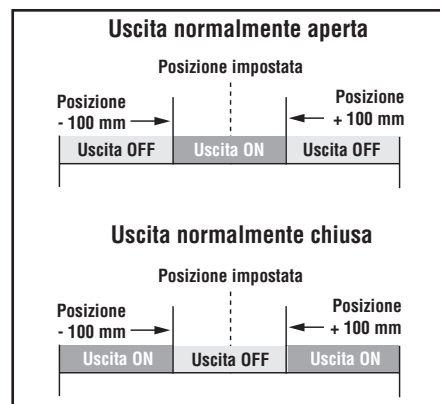 Uscita normalmente aperta
Posizione impostata
Posizione
- 100 mm
Posizione
+ 100 mm
Uscita OFF Uscita ON Uscita OFF
Uscita normalmente chiusa
Posizione impostata
Posizione
- 100 mm
Posizione
+ 100 mm
Uscita ON Uscita OFF Uscita ON